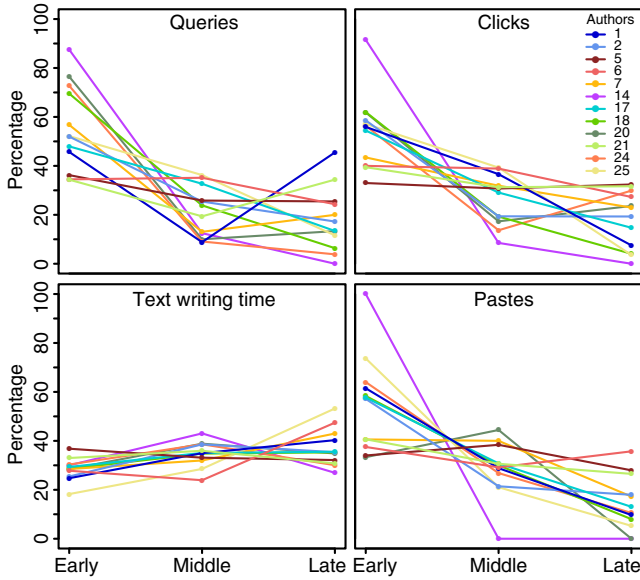 Queries
Clicks
Authors
1
2
5
6
7
14
17
18
20
21
24
25
Percentage
0 20 40 60 80 100
Text writing time
Pastes
Percentage
0 20 40 60 80 100
Early Middle Late
Early Middle Late